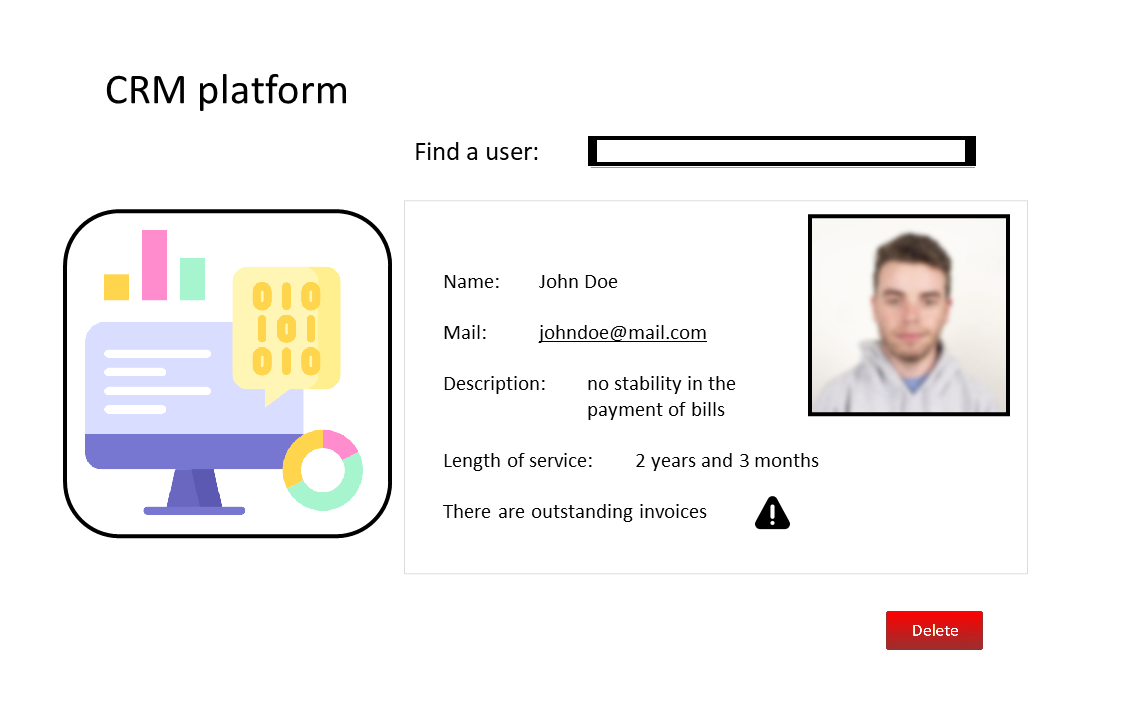 CRM platform
Find a user:
010
101
010
Name: John Doe
Mail: johndoe@mail.com
Description: no stability in the
payment of bills
Length of service: 2 years and 3 months
There are outstanding invoices
Delete